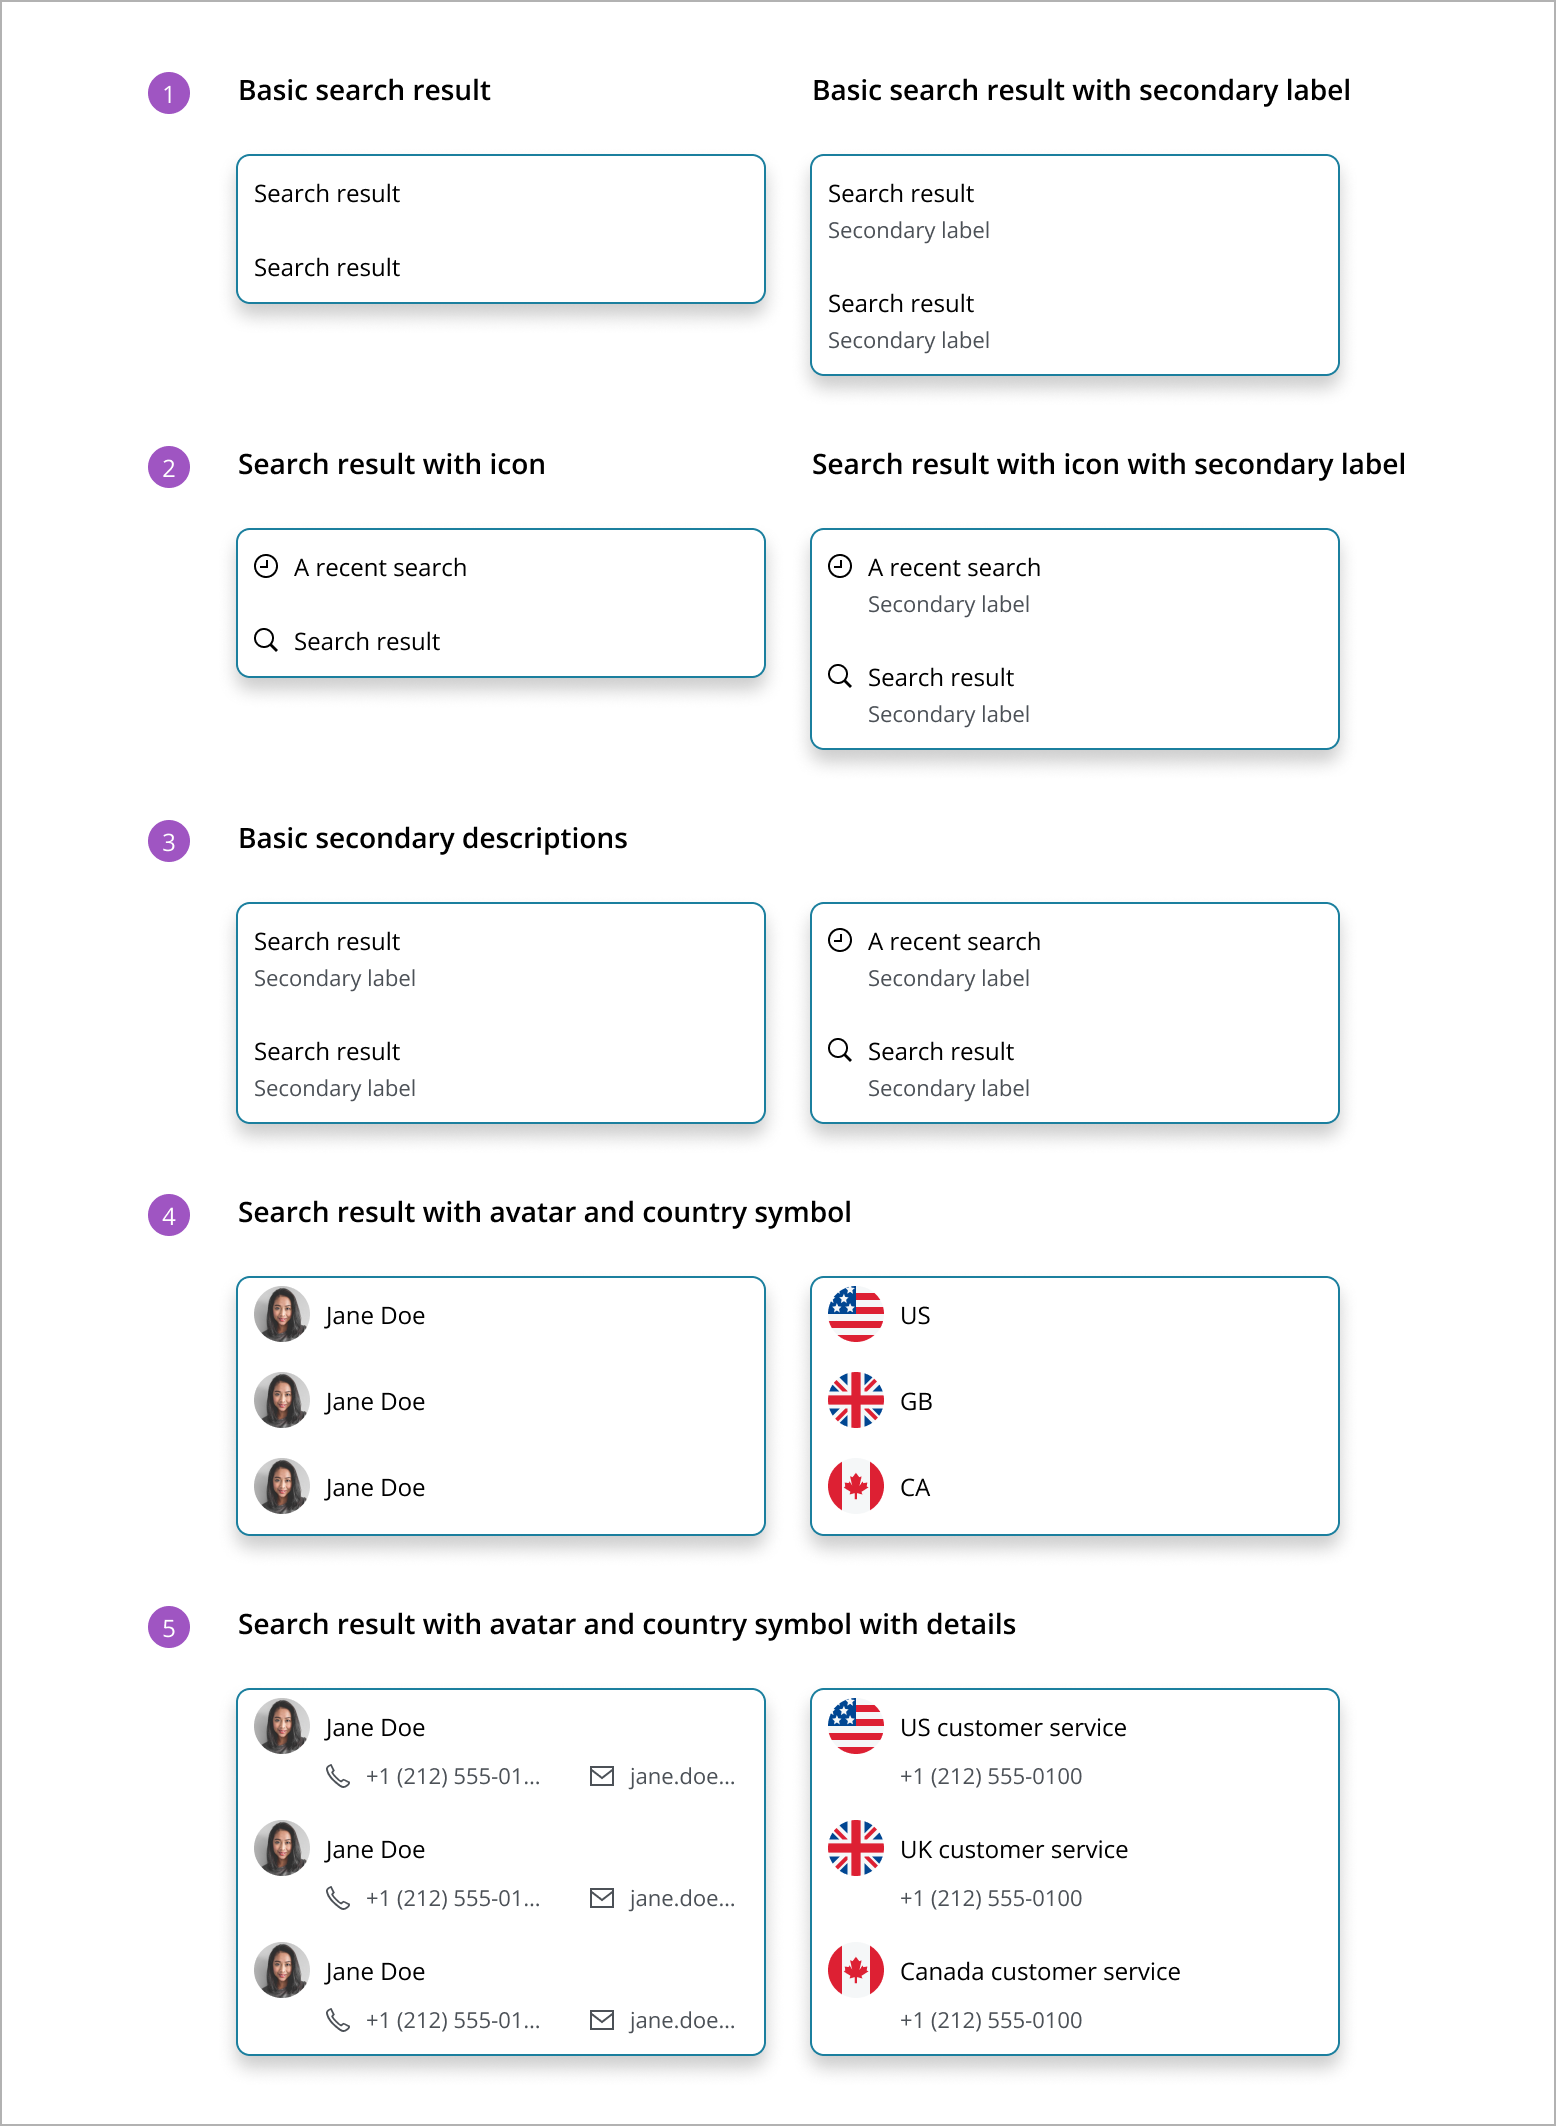 1
Basic search result
Basic search result with secondary label
Search result
Search result
Search result
Secondary label
Search result
Secondary label
2
Search result with icon
Search result with icon with secondary label
A recent search
Search result
A recent search
Secondary label
Search result
Secondary label
3
Basic secondary descriptions
Search result
Secondary label
Search result
Secondary label
A recent search
Secondary label
Search result
Secondary label
4
Search result with avatar and country symbol
Jane Doe
Jane Doe
Jane Doe
US
GB
CA
5
Search result with avatar and country symbol with details
Jane Doe
+1 (212) 555-01... jane.doe...
Jane Doe
+1 (212) 555-01... jane.doe...
Jane Doe
+1 (212) 555-01... jane.doe...
US customer service
+1 (212) 555-0100
UK customer service
+1 (212) 555-0100
Canada customer service
+1 (212) 555-0100